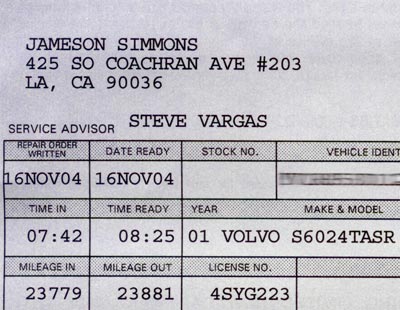 JAMESON SIMMONS
425 SO COACHRAN AVE #203
LA, CA 90036
SERVICE ADVISOR STEVE VARGAS
REPAIR ORDER WRITTEN DATE READY STOCK NO. VEHICLE IDENT
16NOV04 16NOV04
TIME IN TIME READY YEAR MAKE & MODEL
07:42 08:25 01 VOLVO S6024TASR
MILEAGE IN MILEAGE OUT LICENSE NO.
23779 23881 4SYG223